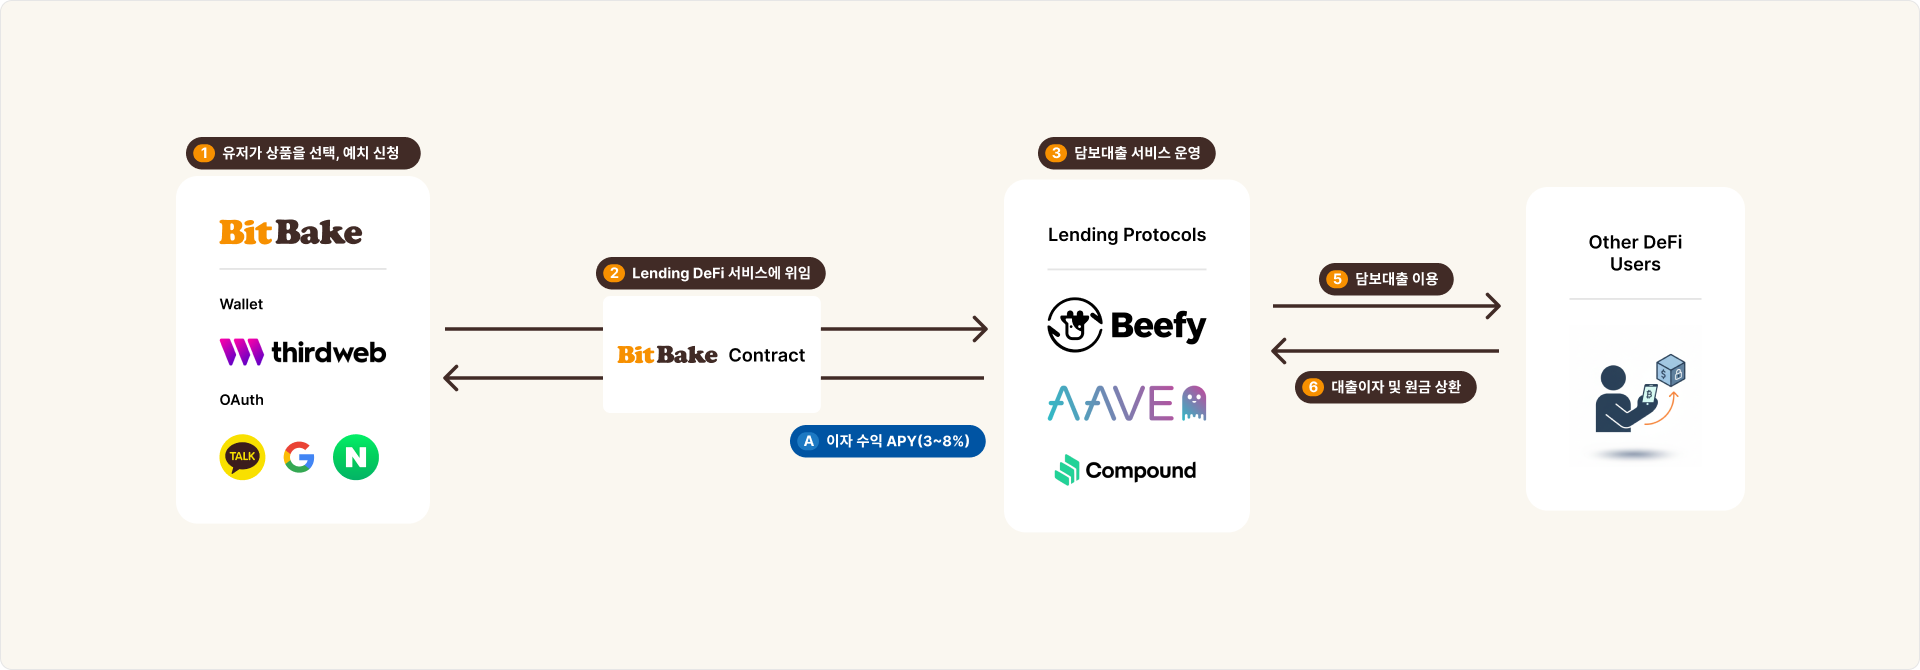 1 유저가 상품을 선택, 예치 신청
BitBake
Wallet
thirdweb
OAuth
TALK
G
N
2 Lending DeFi 서비스에 위임
BitBake Contract
A 이자 수익 APY(3~8%)
3 담보대출 서비스 운영
Lending Protocols
Beefy
AAVE
Compound
5 담보대출 이용
6 대출이자 및 원금 상환
Other DeFi
Users
$
₿